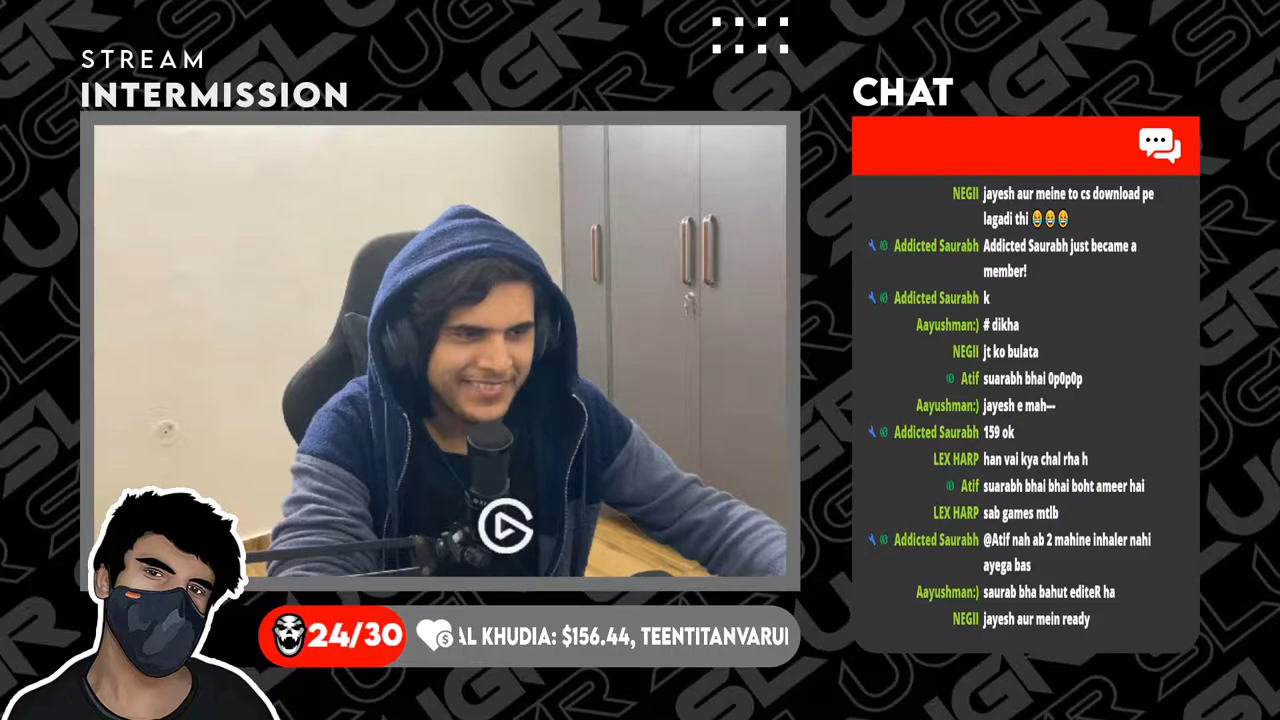 STREAM
INTERMISSION
CHAT
NEGII jayesh aur meine to cs download pe
lagadi thi 😂😂😂
Addicted Saurabh Addicted Saurabh just became a
member!
Addicted Saurabh k
Aayushman:) # dikha
NEGII jt ko bulata
Atif suarabh bhai 0p0p0p
Aayushman:) jayesh e mah---
Addicted Saurabh 159 ok
LEX HARP han vai kya chal rha h
Atif suarabh bhai bhai boht ameer hai
LEX HARP sab games mtlb
Addicted Saurabh @Atif nah ab 2 mahine inhaler nahi
ayega bas
Aayushman:) saurab bha bahut editeR ha
NEGII jayesh aur mein ready
24/30
AL KHUDIA: $156.44, TEENTITANVARUN